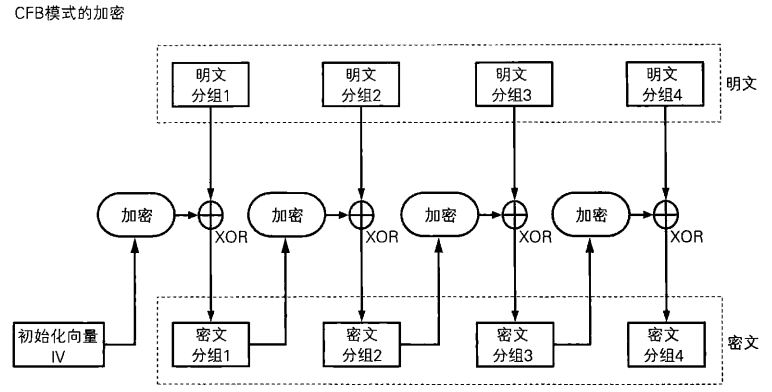 CFB模式的加密
明文
分组1
明文
分组2
明文
分组3
明文
分组4
明文
加密
XOR
加密
XOR
加密
XOR
加密
XOR
初始化向量
IV
密文
分组1
密文
分组2
密文
分组3
密文
分组4
密文